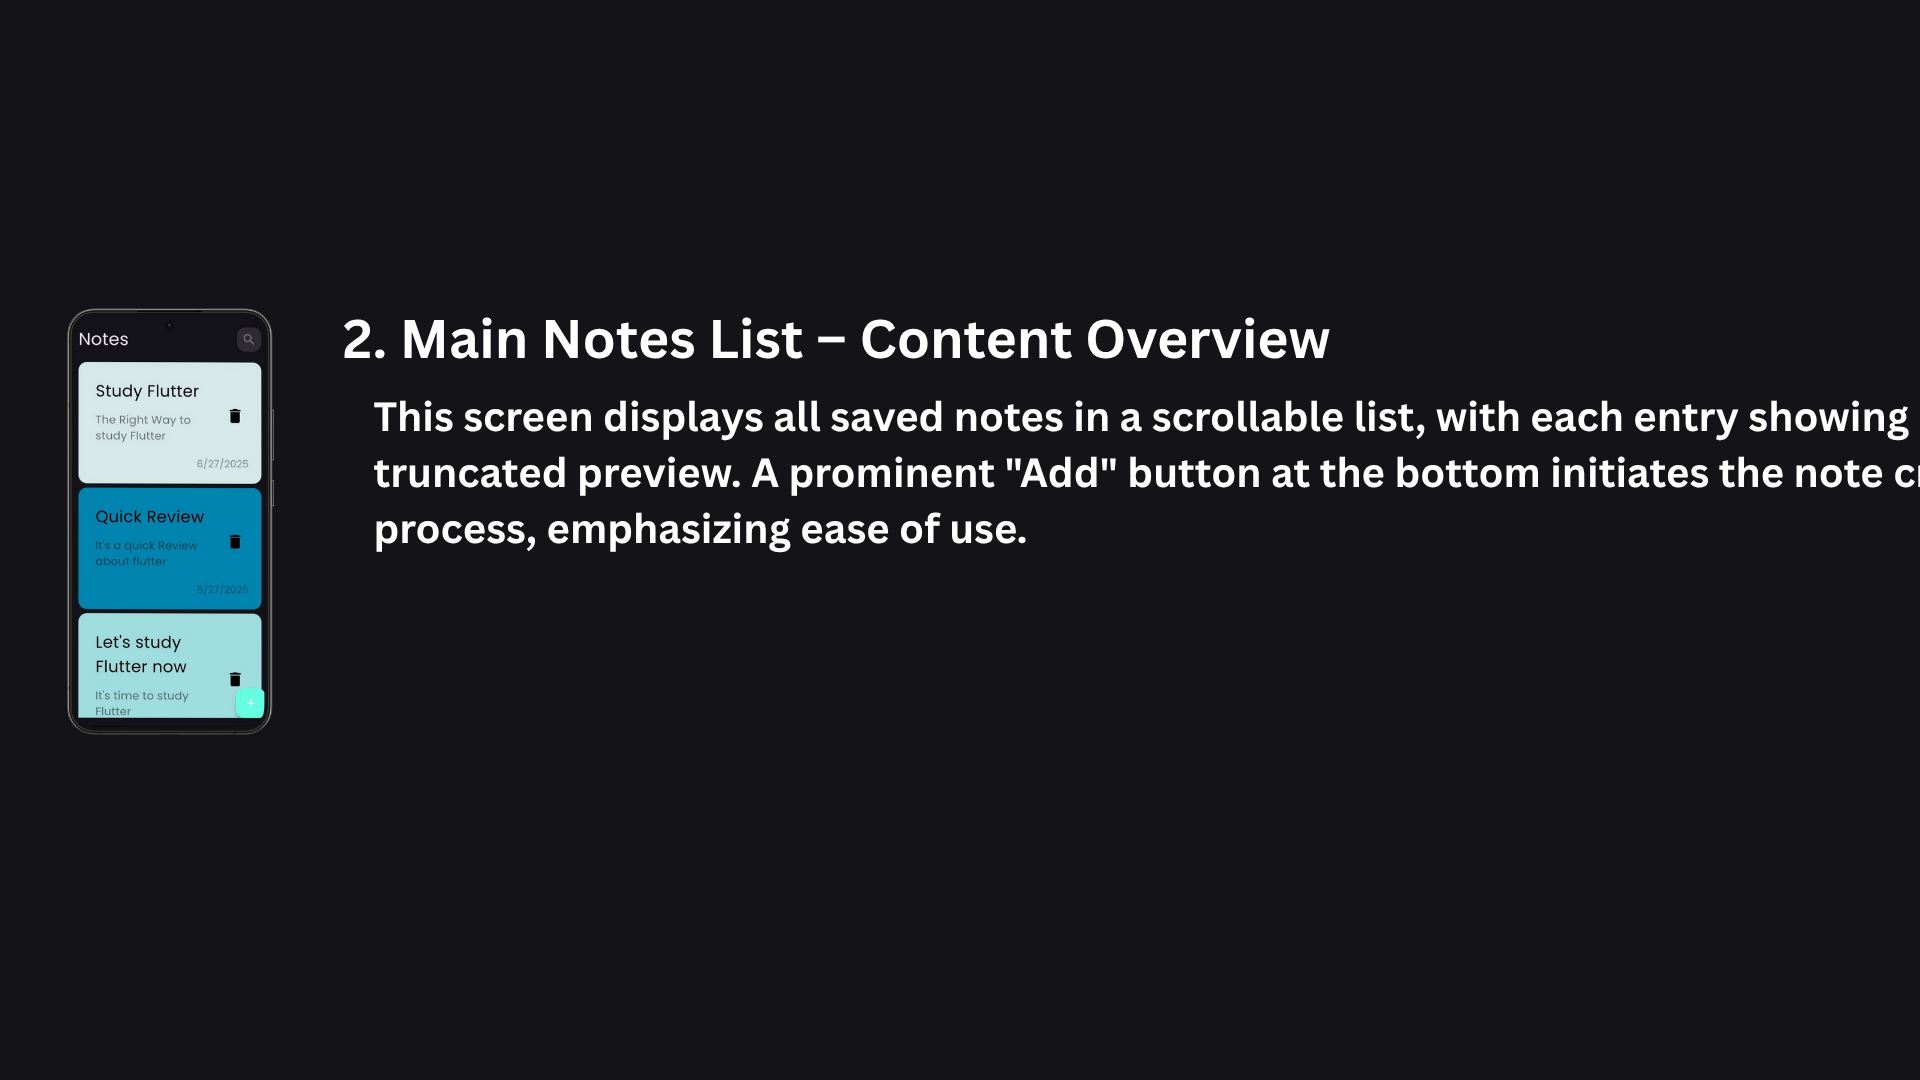 Notes
Study Flutter
The Right Way to
study Flutter
6/27/2025
Quick Review
It's a quick Review
about flutter
6/27/2025
Let's study
Flutter now
It's time to study
Flutter
2. Main Notes List – Content Overview
This screen displays all saved notes in a scrollable list, with each entry showing
truncated preview. A prominent "Add" button at the bottom initiates the note
process, emphasizing ease of use.